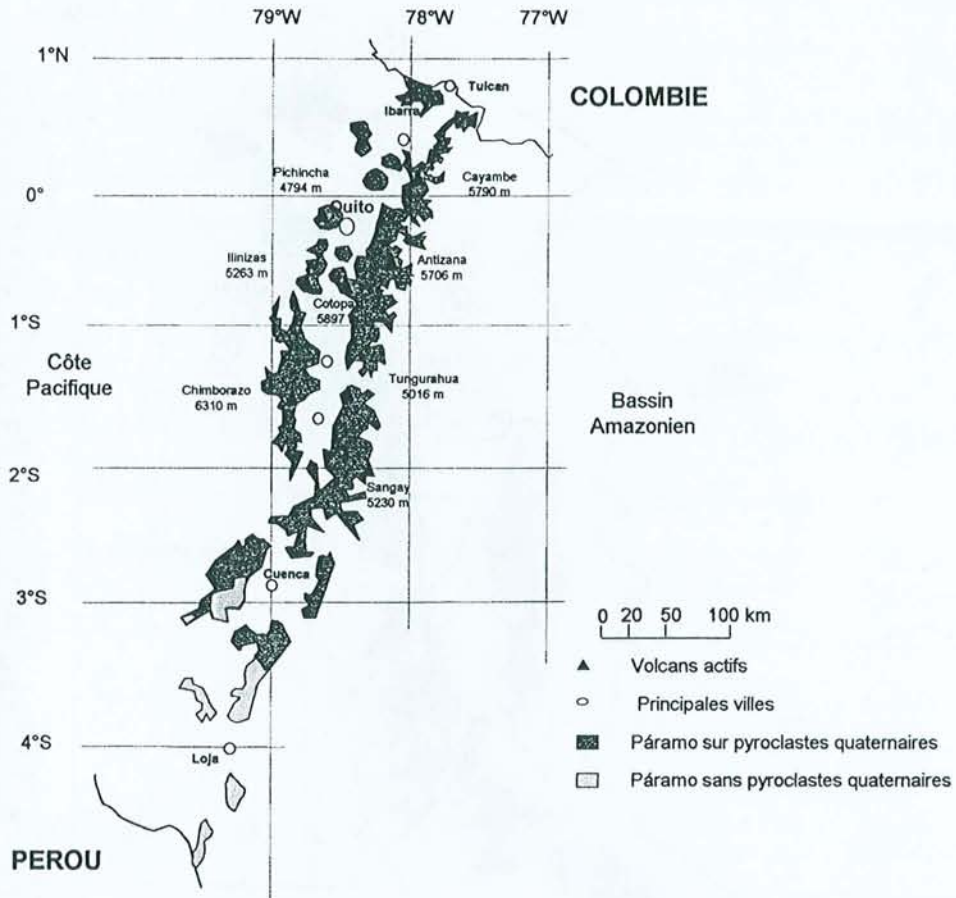 79°W 78°W 77°W
1°N
Tulcan
COLOMBIE
Ibarra
Pichincha
4794 m
Cayambe
5790 m
0°
Quito
Ilinizas
5263 m
Antizana
5706 m
Cotopa
5897
1°S
Côte
Pacifique
Chimborazo
6310 m
Tungurahua
5016 m
Bassin
Amazonien
2°S
Sangay
5230 m
Cuenca
3°S
0 20 50 100 km
Volcans actifs
Principales villes
Páramo sur pyroclastes quaternaires
4°S
Loja
Páramo sans pyroclastes quaternaires
PEROU